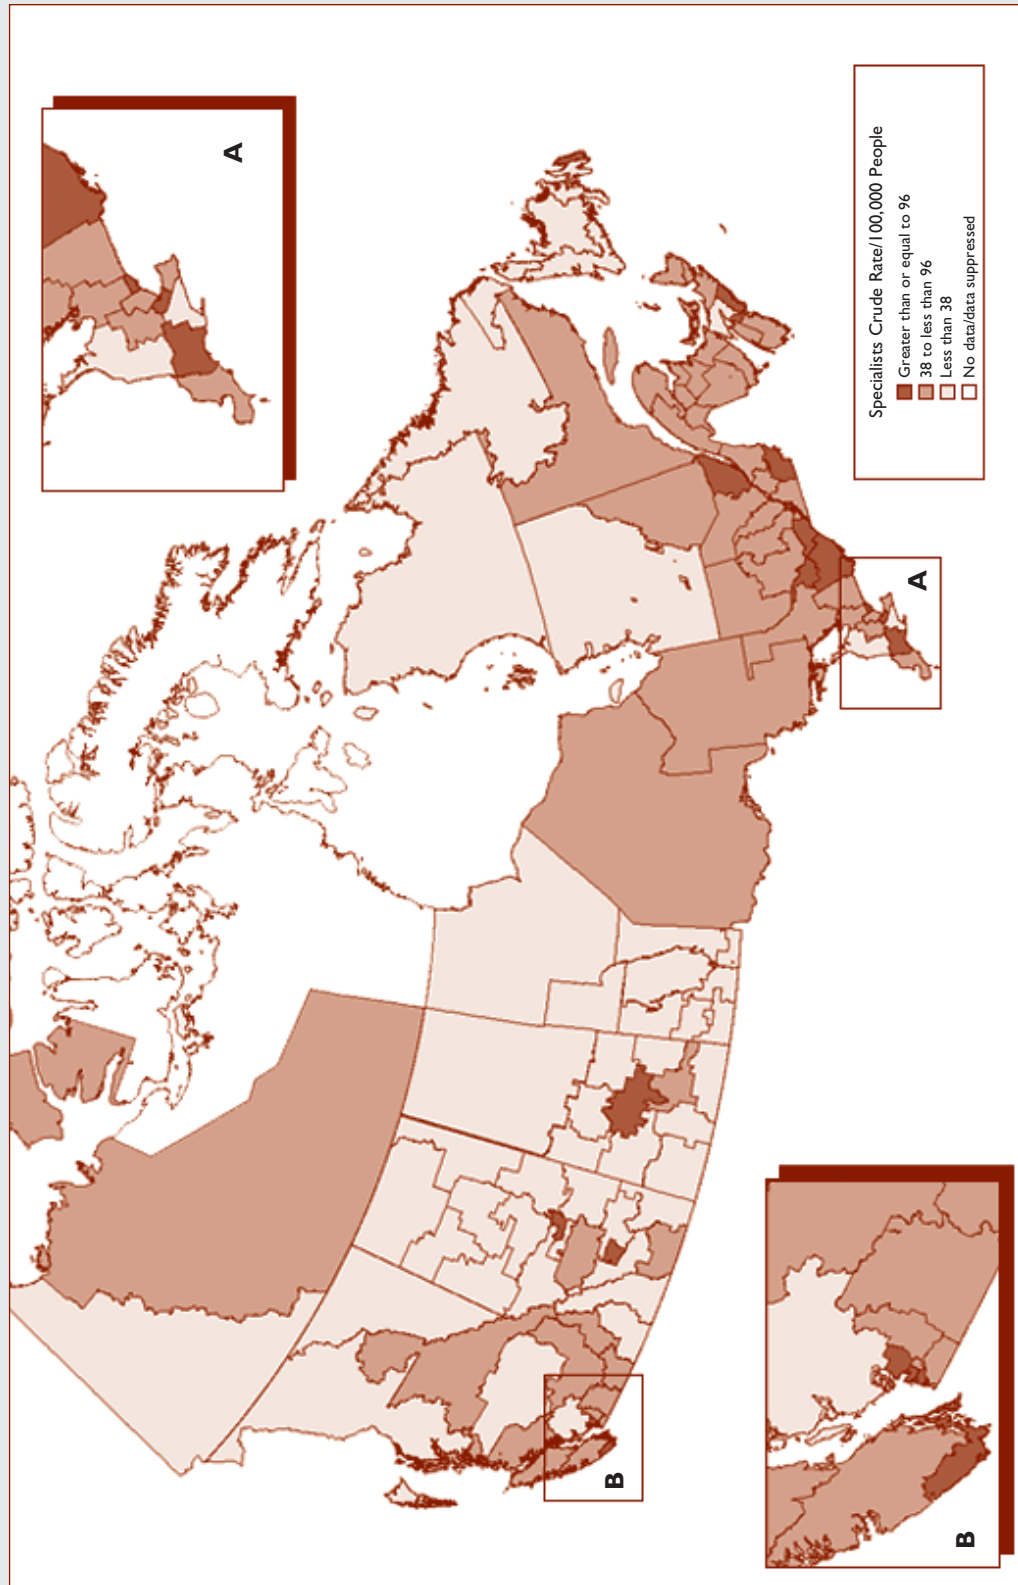 A
Specialists Crude Rate/100,000 People
Greater than or equal to 96
38 to less than 96
Less than 38
No data/data suppressed
A
B
B